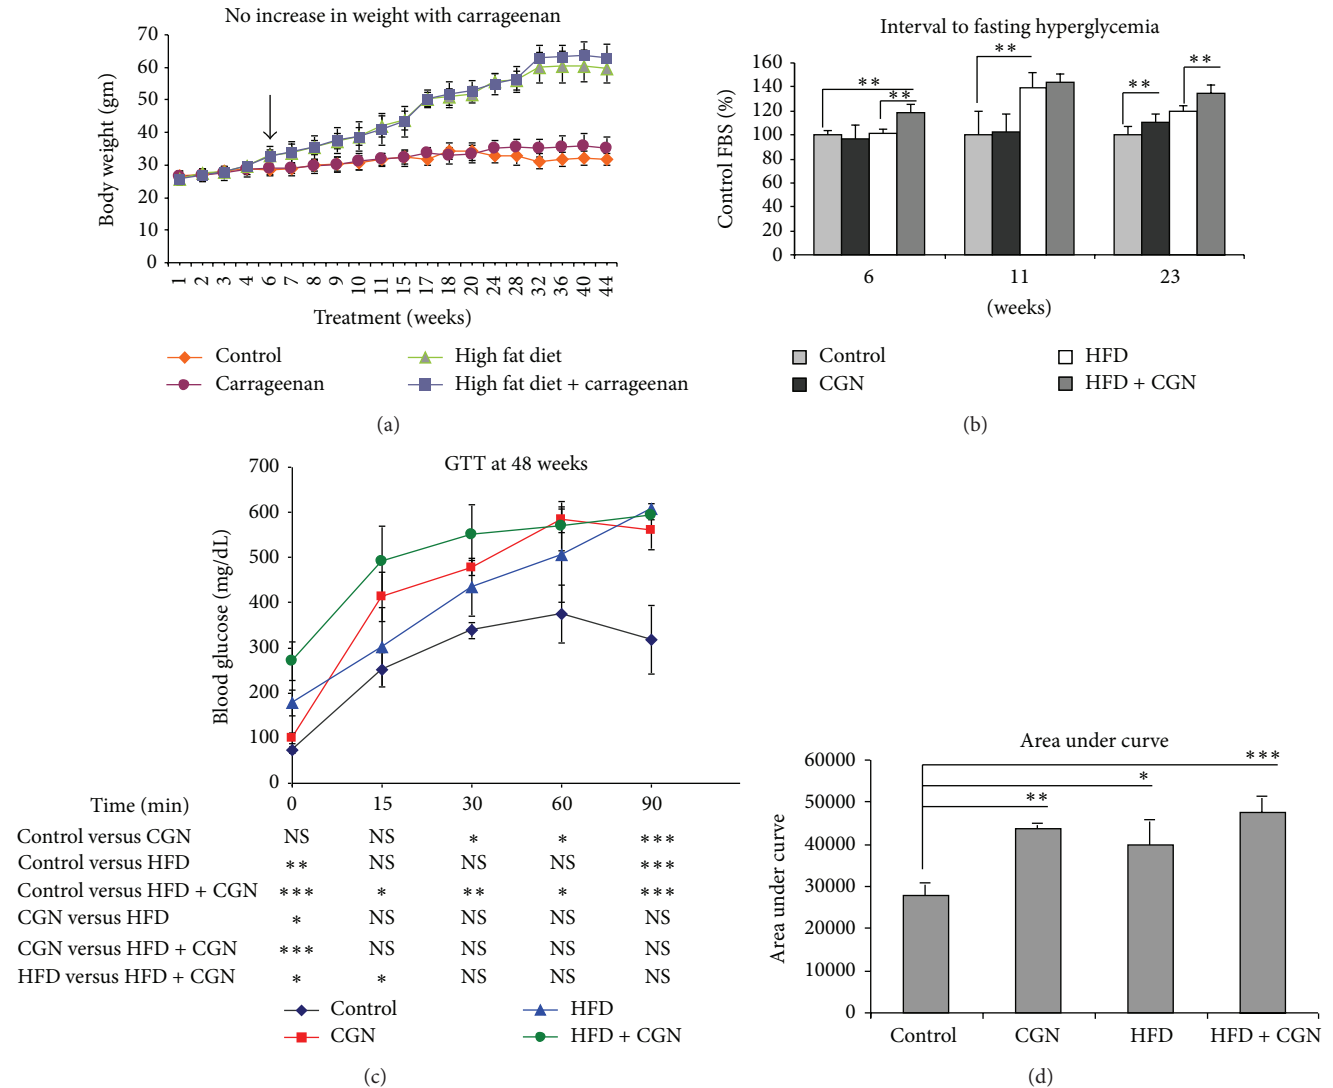 No increase in weight with carrageenan
70
60
50
40
30
20
10
0
Body weight (gm)
1 2 3 4 6 7 8 9 10 11 15 17 18 20 24 28 32 36 40 44
Treatment (weeks)
Control
High fat diet
Carrageenan
High fat diet + carrageenan
(a)
Interval to fasting hyperglycemia
160
140
120
100
80
60
40
20
0
Control FBS (%)
** ** ** ** **
6 11 23
(weeks)
Control
HFD
CGN
HFD + CGN
(b)
GTT at 48 weeks
700
600
500
400
300
200
100
0
Blood glucose (mg/dL)
Time (min) 0 15 30 60 90
Control versus CGN NS NS * * ***
Control versus HFD ** NS NS NS ***
Control versus HFD + CGN *** * ** * ***
CGN versus HFD * NS NS NS NS
CGN versus HFD + CGN *** NS NS NS NS
HFD versus HFD + CGN * * NS NS NS
Control
HFD
CGN
HFD + CGN
(c)
Area under curve
60000
50000
40000
30000
20000
10000
0
Area under curve
***
*
**
Control CGN HFD HFD + CGN
(d)